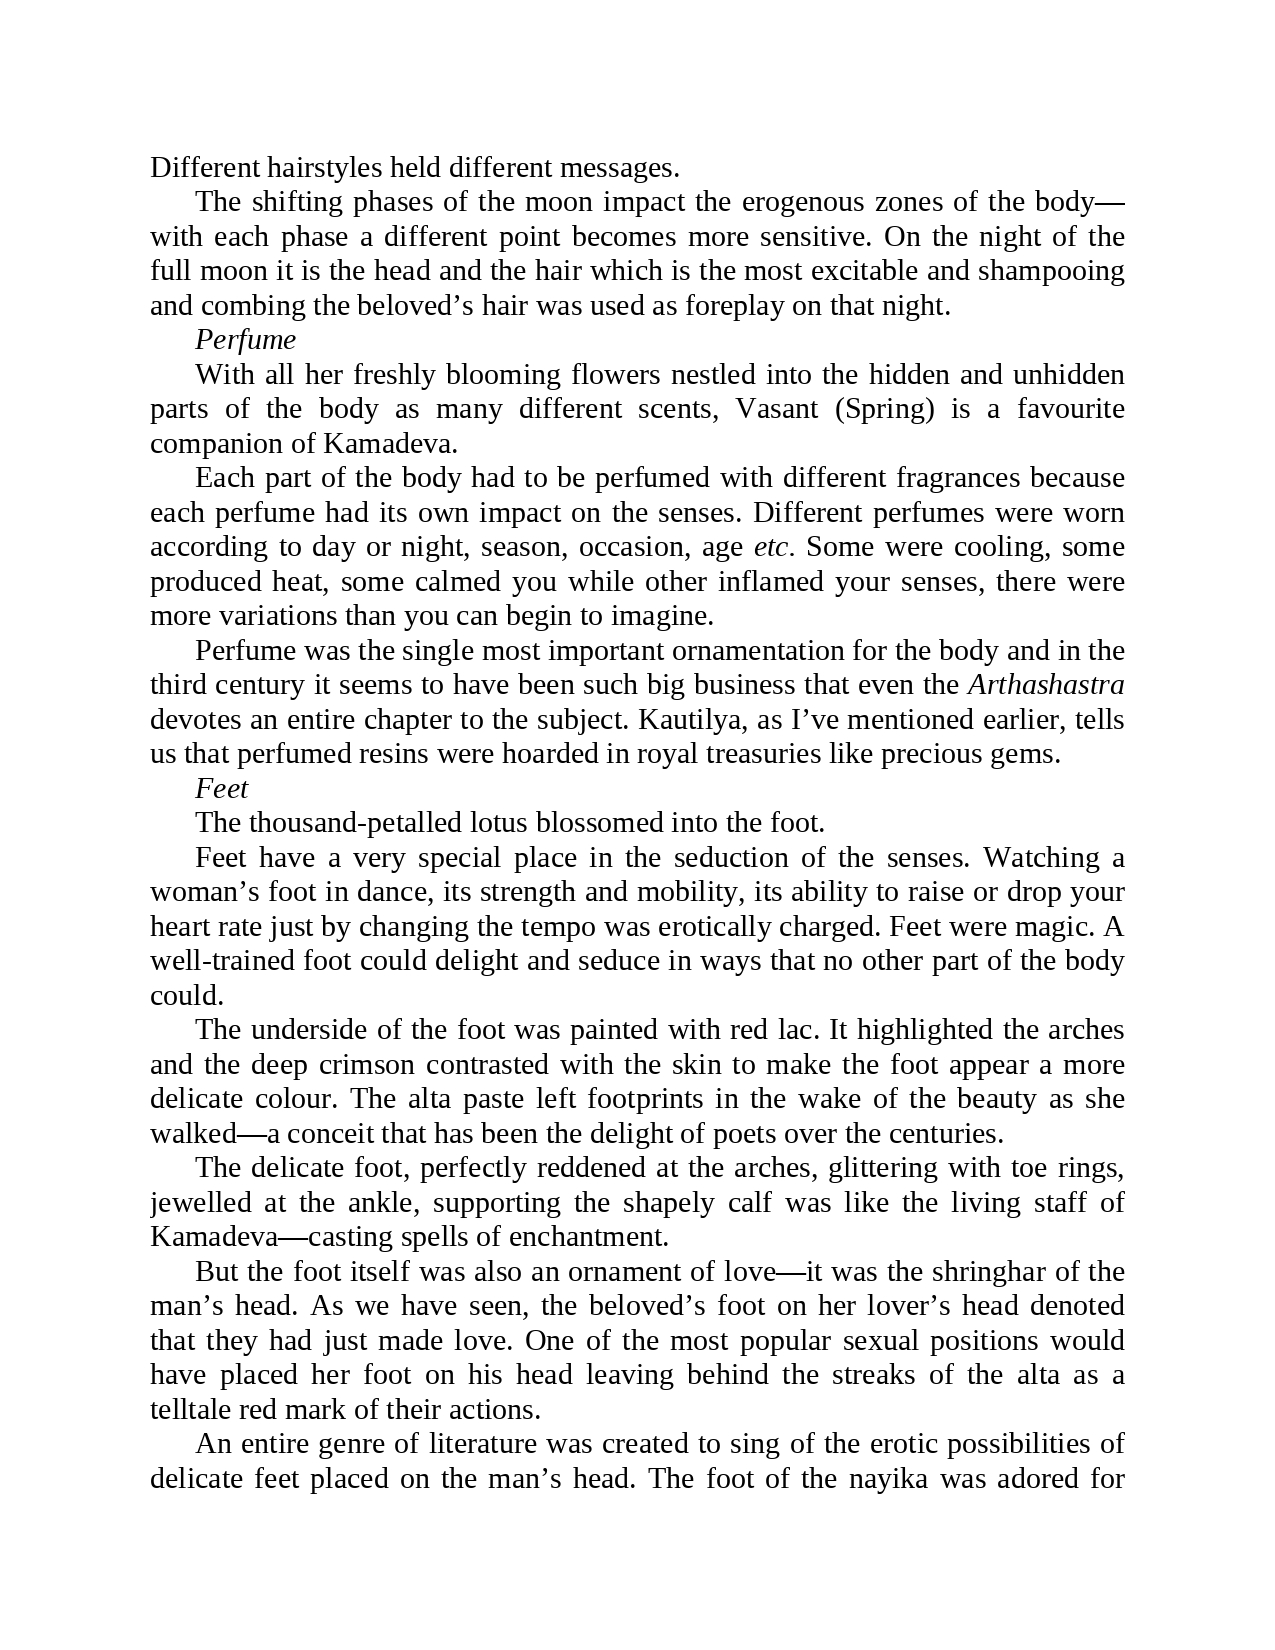 Different hairstyles held different messages.
The shifting phases of the moon impact the erogenous zones of the body—
with each phase a different point becomes more sensitive. On the night of the
full moon it is the head and the hair which is the most excitable and shampooing
and combing the beloved’s hair was used as foreplay on that night.
Perfume
With all her freshly blooming flowers nestled into the hidden and unhidden
parts of the body as many different scents, Vasant (Spring) is a favourite
companion of Kamadeva.
Each part of the body had to be perfumed with different fragrances because
each perfume had its own impact on the senses. Different perfumes were worn
according to day or night, season, occasion, age etc. Some were cooling, some
produced heat, some calmed you while other inflamed your senses, there were
more variations than you can begin to imagine.
Perfume was the single most important ornamentation for the body and in the
third century it seems to have been such big business that even the Arthashastra
devotes an entire chapter to the subject. Kautilya, as I’ve mentioned earlier, tells
us that perfumed resins were hoarded in royal treasuries like precious gems.
Feet
The thousand-petalled lotus blossomed into the foot.
Feet have a very special place in the seduction of the senses. Watching a
woman’s foot in dance, its strength and mobility, its ability to raise or drop your
heart rate just by changing the tempo was erotically charged. Feet were magic. A
well-trained foot could delight and seduce in ways that no other part of the body
could.
The underside of the foot was painted with red lac. It highlighted the arches
and the deep crimson contrasted with the skin to make the foot appear a more
delicate colour. The alta paste left footprints in the wake of the beauty as she
walked—a conceit that has been the delight of poets over the centuries.
The delicate foot, perfectly reddened at the arches, glittering with toe rings,
jewelled at the ankle, supporting the shapely calf was like the living staff of
Kamadeva—casting spells of enchantment.
But the foot itself was also an ornament of love—it was the shringhar of the
man’s head. As we have seen, the beloved’s foot on her lover’s head denoted
that they had just made love. One of the most popular sexual positions would
have placed her foot on his head leaving behind the streaks of the alta as a
telltale red mark of their actions.
An entire genre of literature was created to sing of the erotic possibilities of
delicate feet placed on the man’s head. The foot of the nayika was adored for